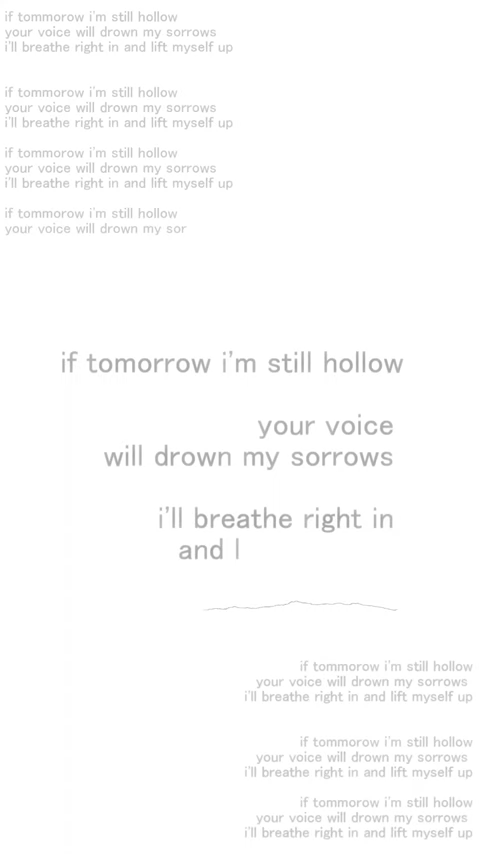 if tommorow i'm still hollow
your voice will drown my sorrows
i'll breathe right in and lift myself up
if tommorow i'm still hollow
your voice will drown my sorrows
i'll breathe right in and lift myself up
if tommorow i'm still hollow
your voice will drown my sorrows
i'll breathe right in and lift myself up
if tommorow i'm still hollow
your voice will drown my sor
if tomorrow i'm still hollow
your voice
will drown my sorrows
i'll breathe right in
and l
if tommorow i'm still hollow
your voice will drown my sorrows
i'll breathe right in and lift myself up
if tommorow i'm still hollow
your voice will drown my sorrows
i'll breathe right in and lift myself up
if tommorow i'm still hollow
your voice will drown my sorrows
i'll breathe right in and lift myself up